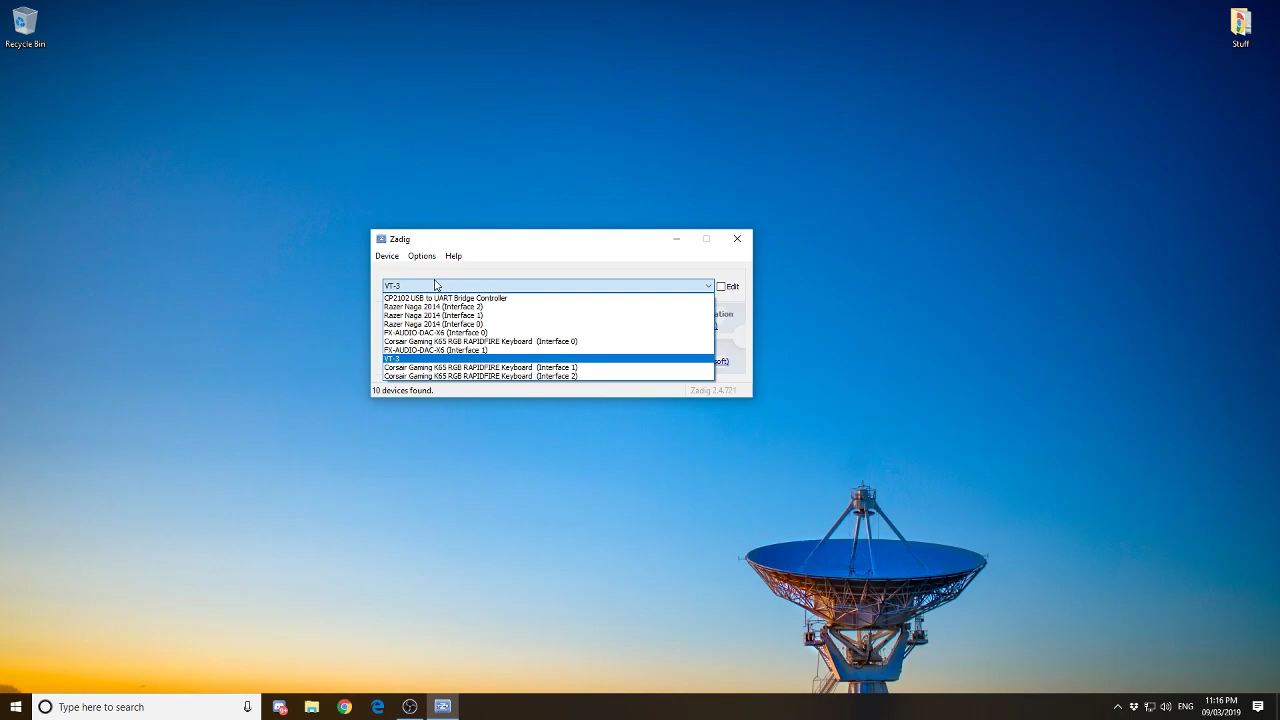 Recycle Bin
Stuff
Zadig
Device Options Help
VT-3
Edit
CP2102 USB to UART Bridge Controller
Razer Naga 2014 (Interface 2)
Razer Naga 2014 (Interface 1)
Razer Naga 2014 (Interface 0)
FX-AUDIO-DAC-X6 (Interface 0)
Corsair Gaming K65 RGB RAPIDFIRE Keyboard (Interface 0)
FX-AUDIO-DAC-X6 (Interface 1)
VT-3
Corsair Gaming K65 RGB RAPIDFIRE Keyboard (Interface 1)
Corsair Gaming K65 RGB RAPIDFIRE Keyboard (Interface 2)
ation
soft)
10 devices found.
Zadig 2.4.721
Type here to search
ENG
11:16 PM
09/03/2019